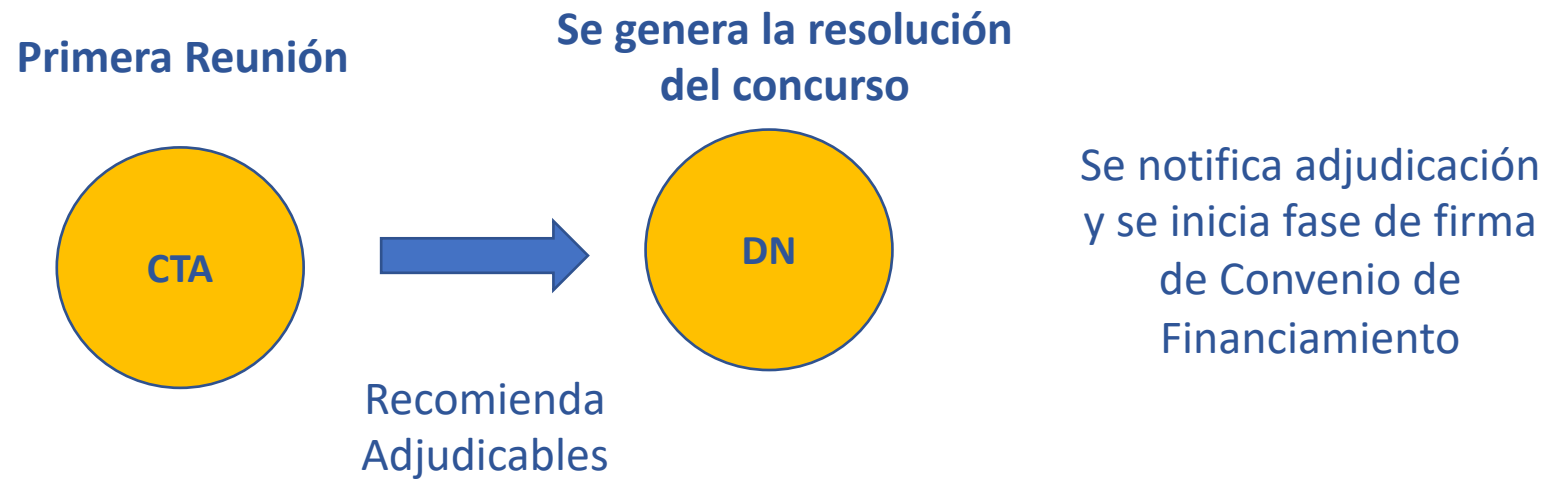 Primera Reunión
CTA
Recomienda
Adjudicables
Se genera la resolución
del concurso
DN
Se notifica adjudicación
y se inicia fase de firma
de Convenio de
Financiamiento